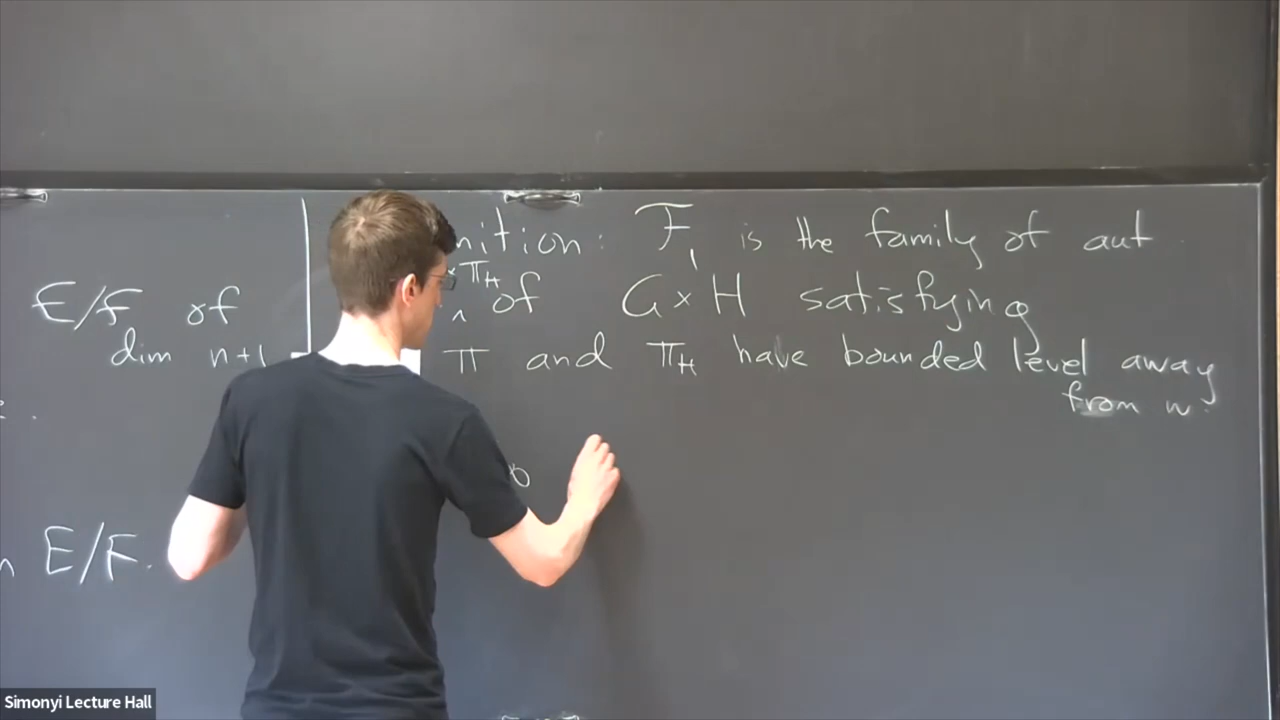 E/F of
dim n+1
n E/F.
nition: F₁ is the family of aut
× π_H
^ of G × H satisfying
π and π_H have bounded level away
from w.
Simonyi Lecture Hall